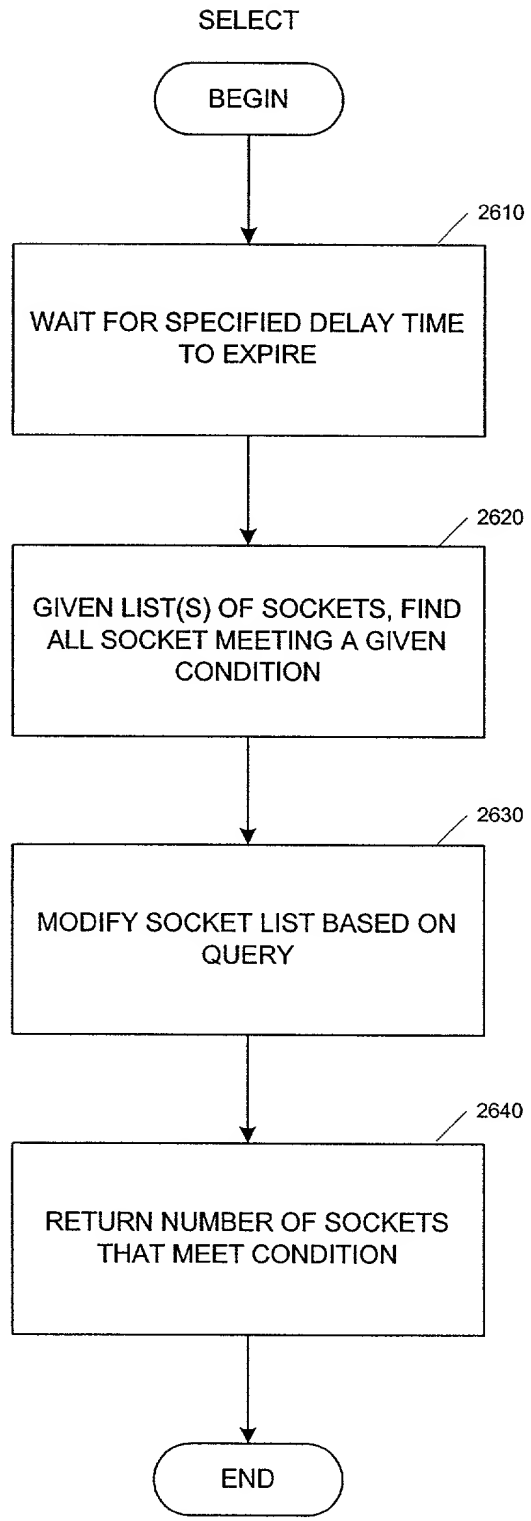 SELECT
BEGIN
2610
WAIT FOR SPECIFIED DELAY TIME
TO EXPIRE
2620
GIVEN LIST(S) OF SOCKETS, FIND
ALL SOCKET MEETING A GIVEN
CONDITION
2630
MODIFY SOCKET LIST BASED ON
QUERY
2640
RETURN NUMBER OF SOCKETS
THAT MEET CONDITION
END